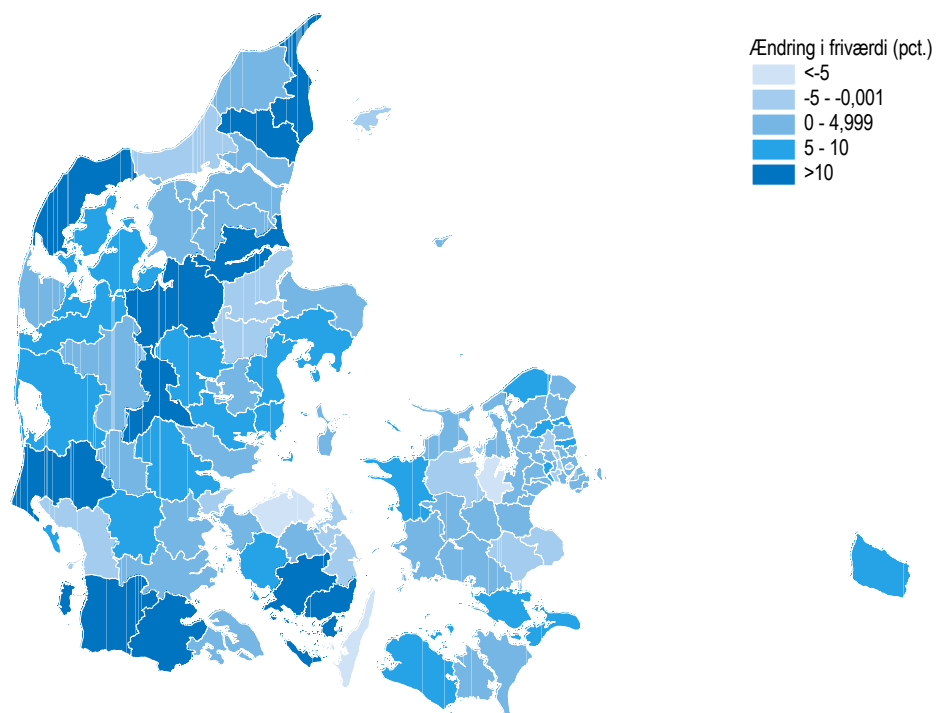 Ændring i friværdi (pct.)
<-5
-5 - -0,001
0 - 4,999
5 - 10
>10